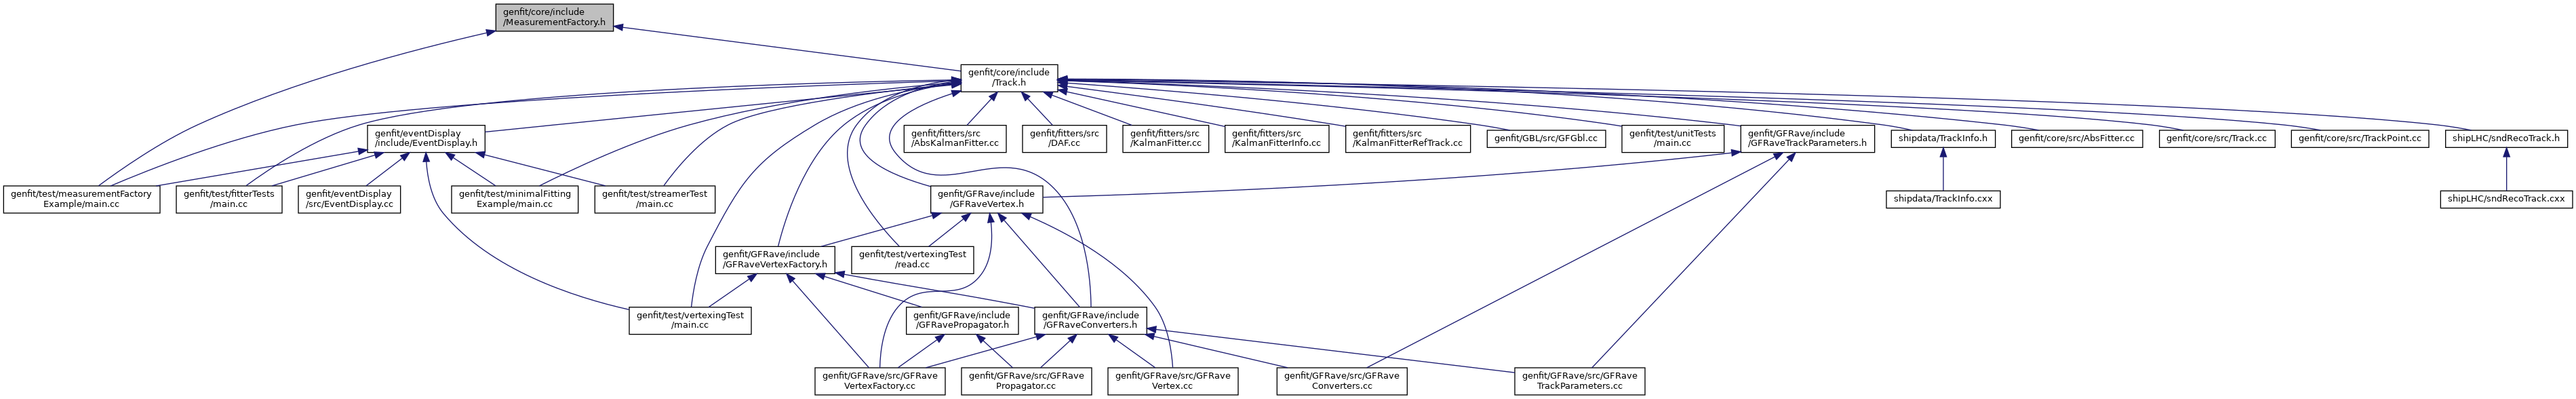 genfit/core/include
/MeasurementFactory.h
genfit/core/include
/Track.h
genfit/eventDisplay
/include/EventDisplay.h
genfit/fitters/src
/AbsKalmanFitter.cc
genfit/fitters/src
/DAF.cc
genfit/fitters/src
/KalmanFitter.cc
genfit/fitters/src
/KalmanFitterInfo.cc
genfit/fitters/src
/KalmanFitterRefTrack.cc
genfit/GBL/src/GFGbl.cc
genfit/test/unitTests
/main.cc
genfit/GFRave/include
/GFRaveTrackParameters.h
shipdata/TrackInfo.h
genfit/core/src/AbsFitter.cc
genfit/core/src/Track.cc
genfit/core/src/TrackPoint.cc
shipLHC/sndRecoTrack.h
genfit/test/measurementFactory
Example/main.cc
genfit/test/fitterTests
/main.cc
genfit/eventDisplay
/src/EventDisplay.cc
genfit/test/minimalFitting
Example/main.cc
genfit/test/streamerTest
/main.cc
genfit/GFRave/include
/GFRaveVertex.h
shipdata/TrackInfo.cxx
shipLHC/sndRecoTrack.cxx
genfit/GFRave/include
/GFRaveVertexFactory.h
genfit/test/vertexingTest
/read.cc
genfit/test/vertexingTest
/main.cc
genfit/GFRave/include
/GFRavePropagator.h
genfit/GFRave/include
/GFRaveConverters.h
genfit/GFRave/src/GFRave
VertexFactory.cc
genfit/GFRave/src/GFRave
Propagator.cc
genfit/GFRave/src/GFRave
Vertex.cc
genfit/GFRave/src/GFRave
Converters.cc
genfit/GFRave/src/GFRave
TrackParameters.cc